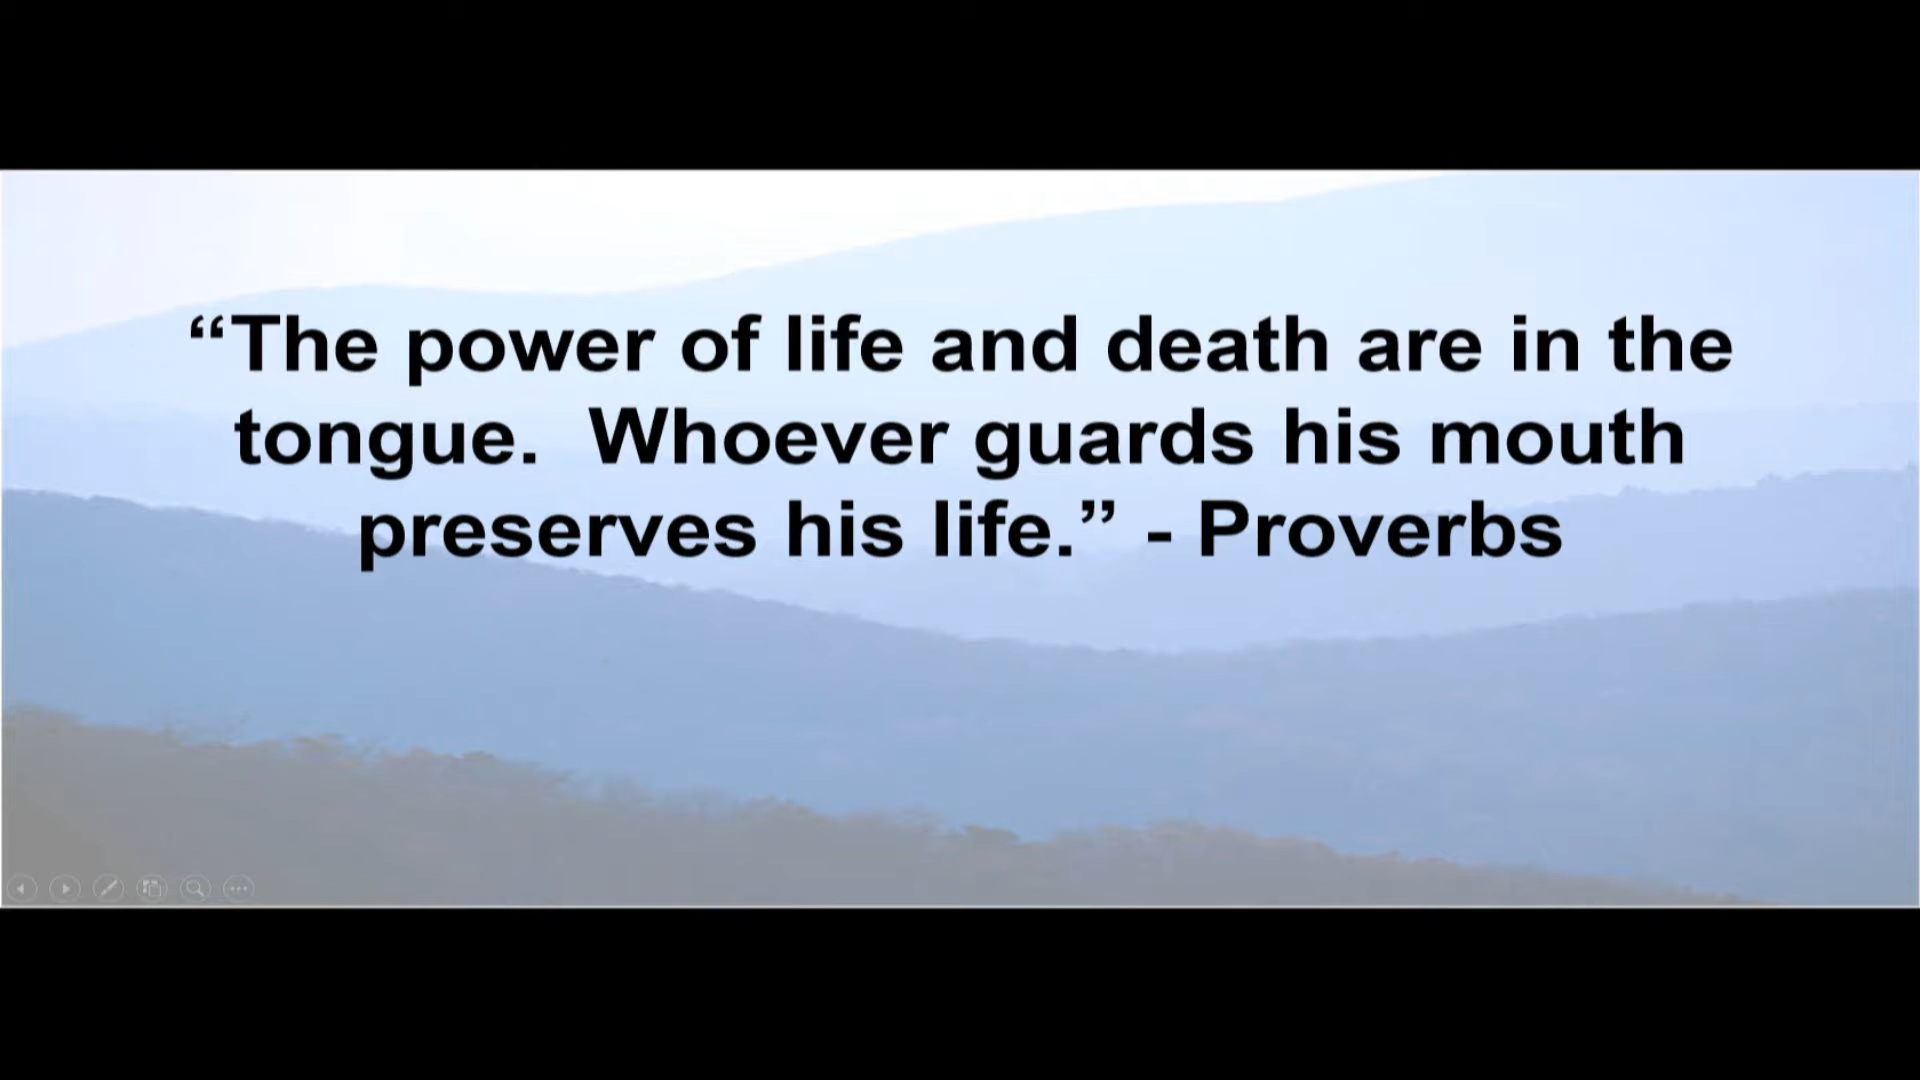 “The power of life and death are in the
tongue.  Whoever guards his mouth
preserves his life.” - Proverbs